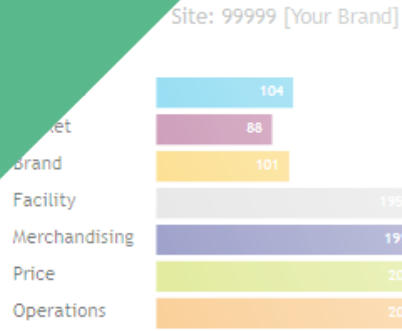 Site: 99999 [Your Brand]
104
88
Brand 101
Facility
Merchandising
Price
Operations